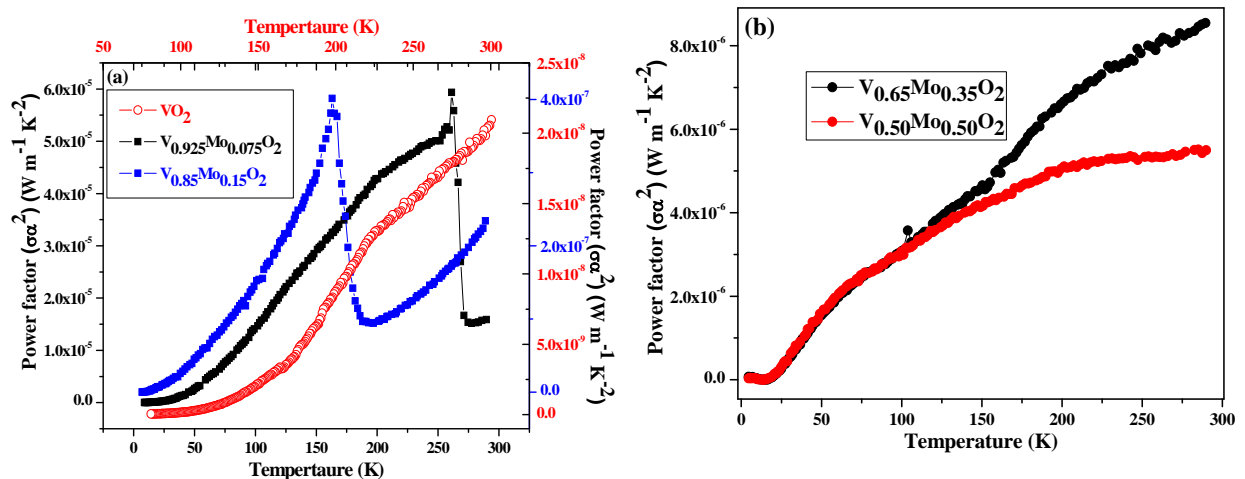 Tempertaure (K)
50 100 150 200 250 300
(a)
VO2
V0.925Mo0.075O2
V0.85Mo0.15O2
Power factor (σα2) (W m-1 K-2)
6.0x10-5
5.0x10-5
4.0x10-5
3.0x10-5
2.0x10-5
1.0x10-5
0.0
2.5x10-8
4.0x10-7
2.0x10-8
1.5x10-8
2.0x10-7
1.0x10-8
5.0x10-9
0.0
0.0
Power factor (σα2) (W m-1 K-2)
0 50 100 150 200 250 300
Tempertaure (K)
(b)
V0.65Mo0.35O2
V0.50Mo0.50O2
Power factor (σα2) (W m-1 K-2)
8.0x10-6
6.0x10-6
4.0x10-6
2.0x10-6
0.0
0 50 100 150 200 250 300
Temperature (K)